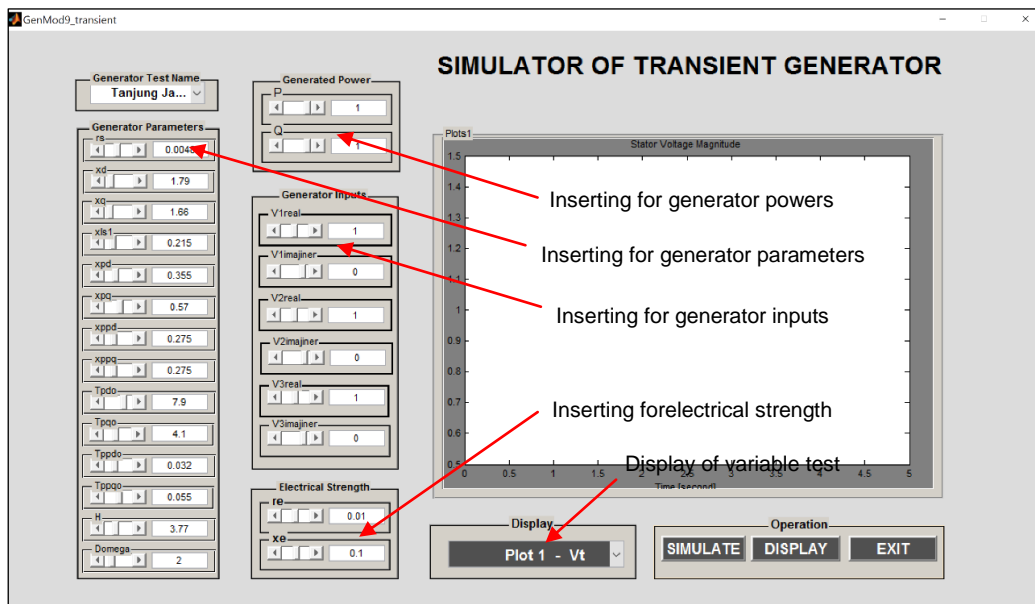 GenMod9_transient
SIMULATOR OF TRANSIENT GENERATOR
Generator Test Name
Tanjung Ja...
Generator Parameters
rs
0.0048
xd
1.79
xq
1.66
xls1
0.215
xpd
0.355
xpq
0.57
xppd
0.275
xppq
0.275
Tpdo
7.9
Tpqo
4.1
Tppdo
0.032
Tppqo
0.055
H
3.77
Domega
2
Generated Power
P
1
Q
1
Generator Inputs
V1real
1
V1imajiner
0
V2real
1
V2imajiner
0
V3real
1
V3imajiner
0
Electrical Strength
re
0.01
xe
0.1
Plots1
Stator Voltage Magnitude
1.5
1.4
1.3
1.2
1.1
1
0.9
0.8
0.7
0.6
0.5
0 0.5 1 1.5 2 2.5 3 3.5 4 4.5 5
Time [second]
Inserting for generator powers
Inserting for generator parameters
Inserting for generator inputs
Inserting forelectrical strength
Display of variable test
Display
Plot 1 - Vt
Operation
SIMULATE DISPLAY EXIT